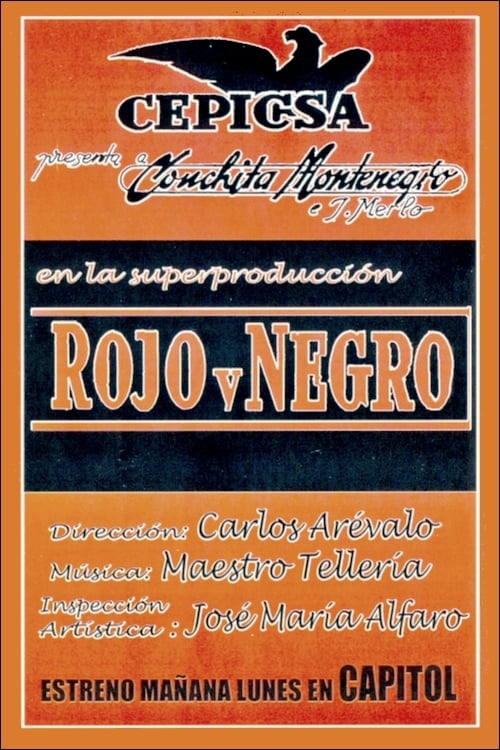 CEPICSA
presenta a Conchita Montenegro
e J. Merlo
en la superproducción
ROJO y NEGRO
Dirección: Carlos Arévalo
Música: Maestro Tellería
Inspección
Artística : José María Alfaro
ESTRENO MAÑANA LUNES EN CAPITOL